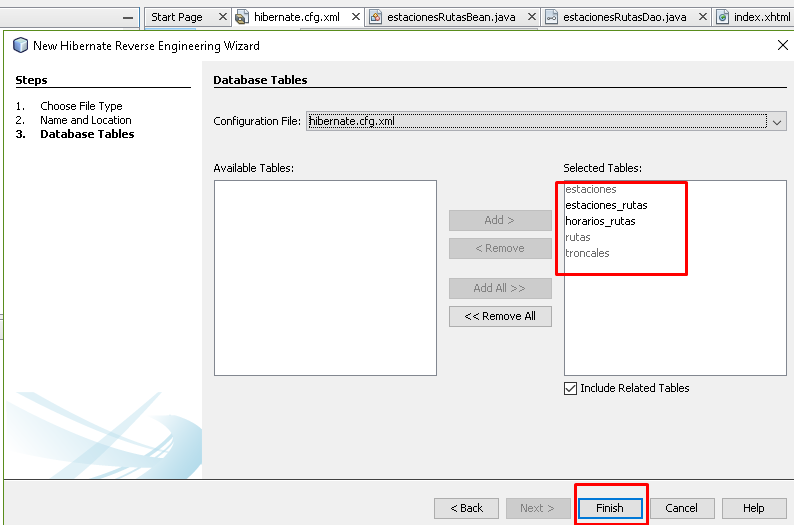 Start Page
hibernate.cfg.xml
estacionesRutasBean.java
estacionesRutasDao.java
index.xhtml
New Hibernate Reverse Engineering Wizard
Steps
1. Choose File Type
2. Name and Location
3. Database Tables
Database Tables
Configuration File: hibernate.cfg.xml
Available Tables:
Add >
< Remove
Add All >>
<< Remove All
Selected Tables:
estaciones
estaciones_rutas
horarios_rutas
rutas
troncales
Include Related Tables
< Back
Next >
Finish
Cancel
Help